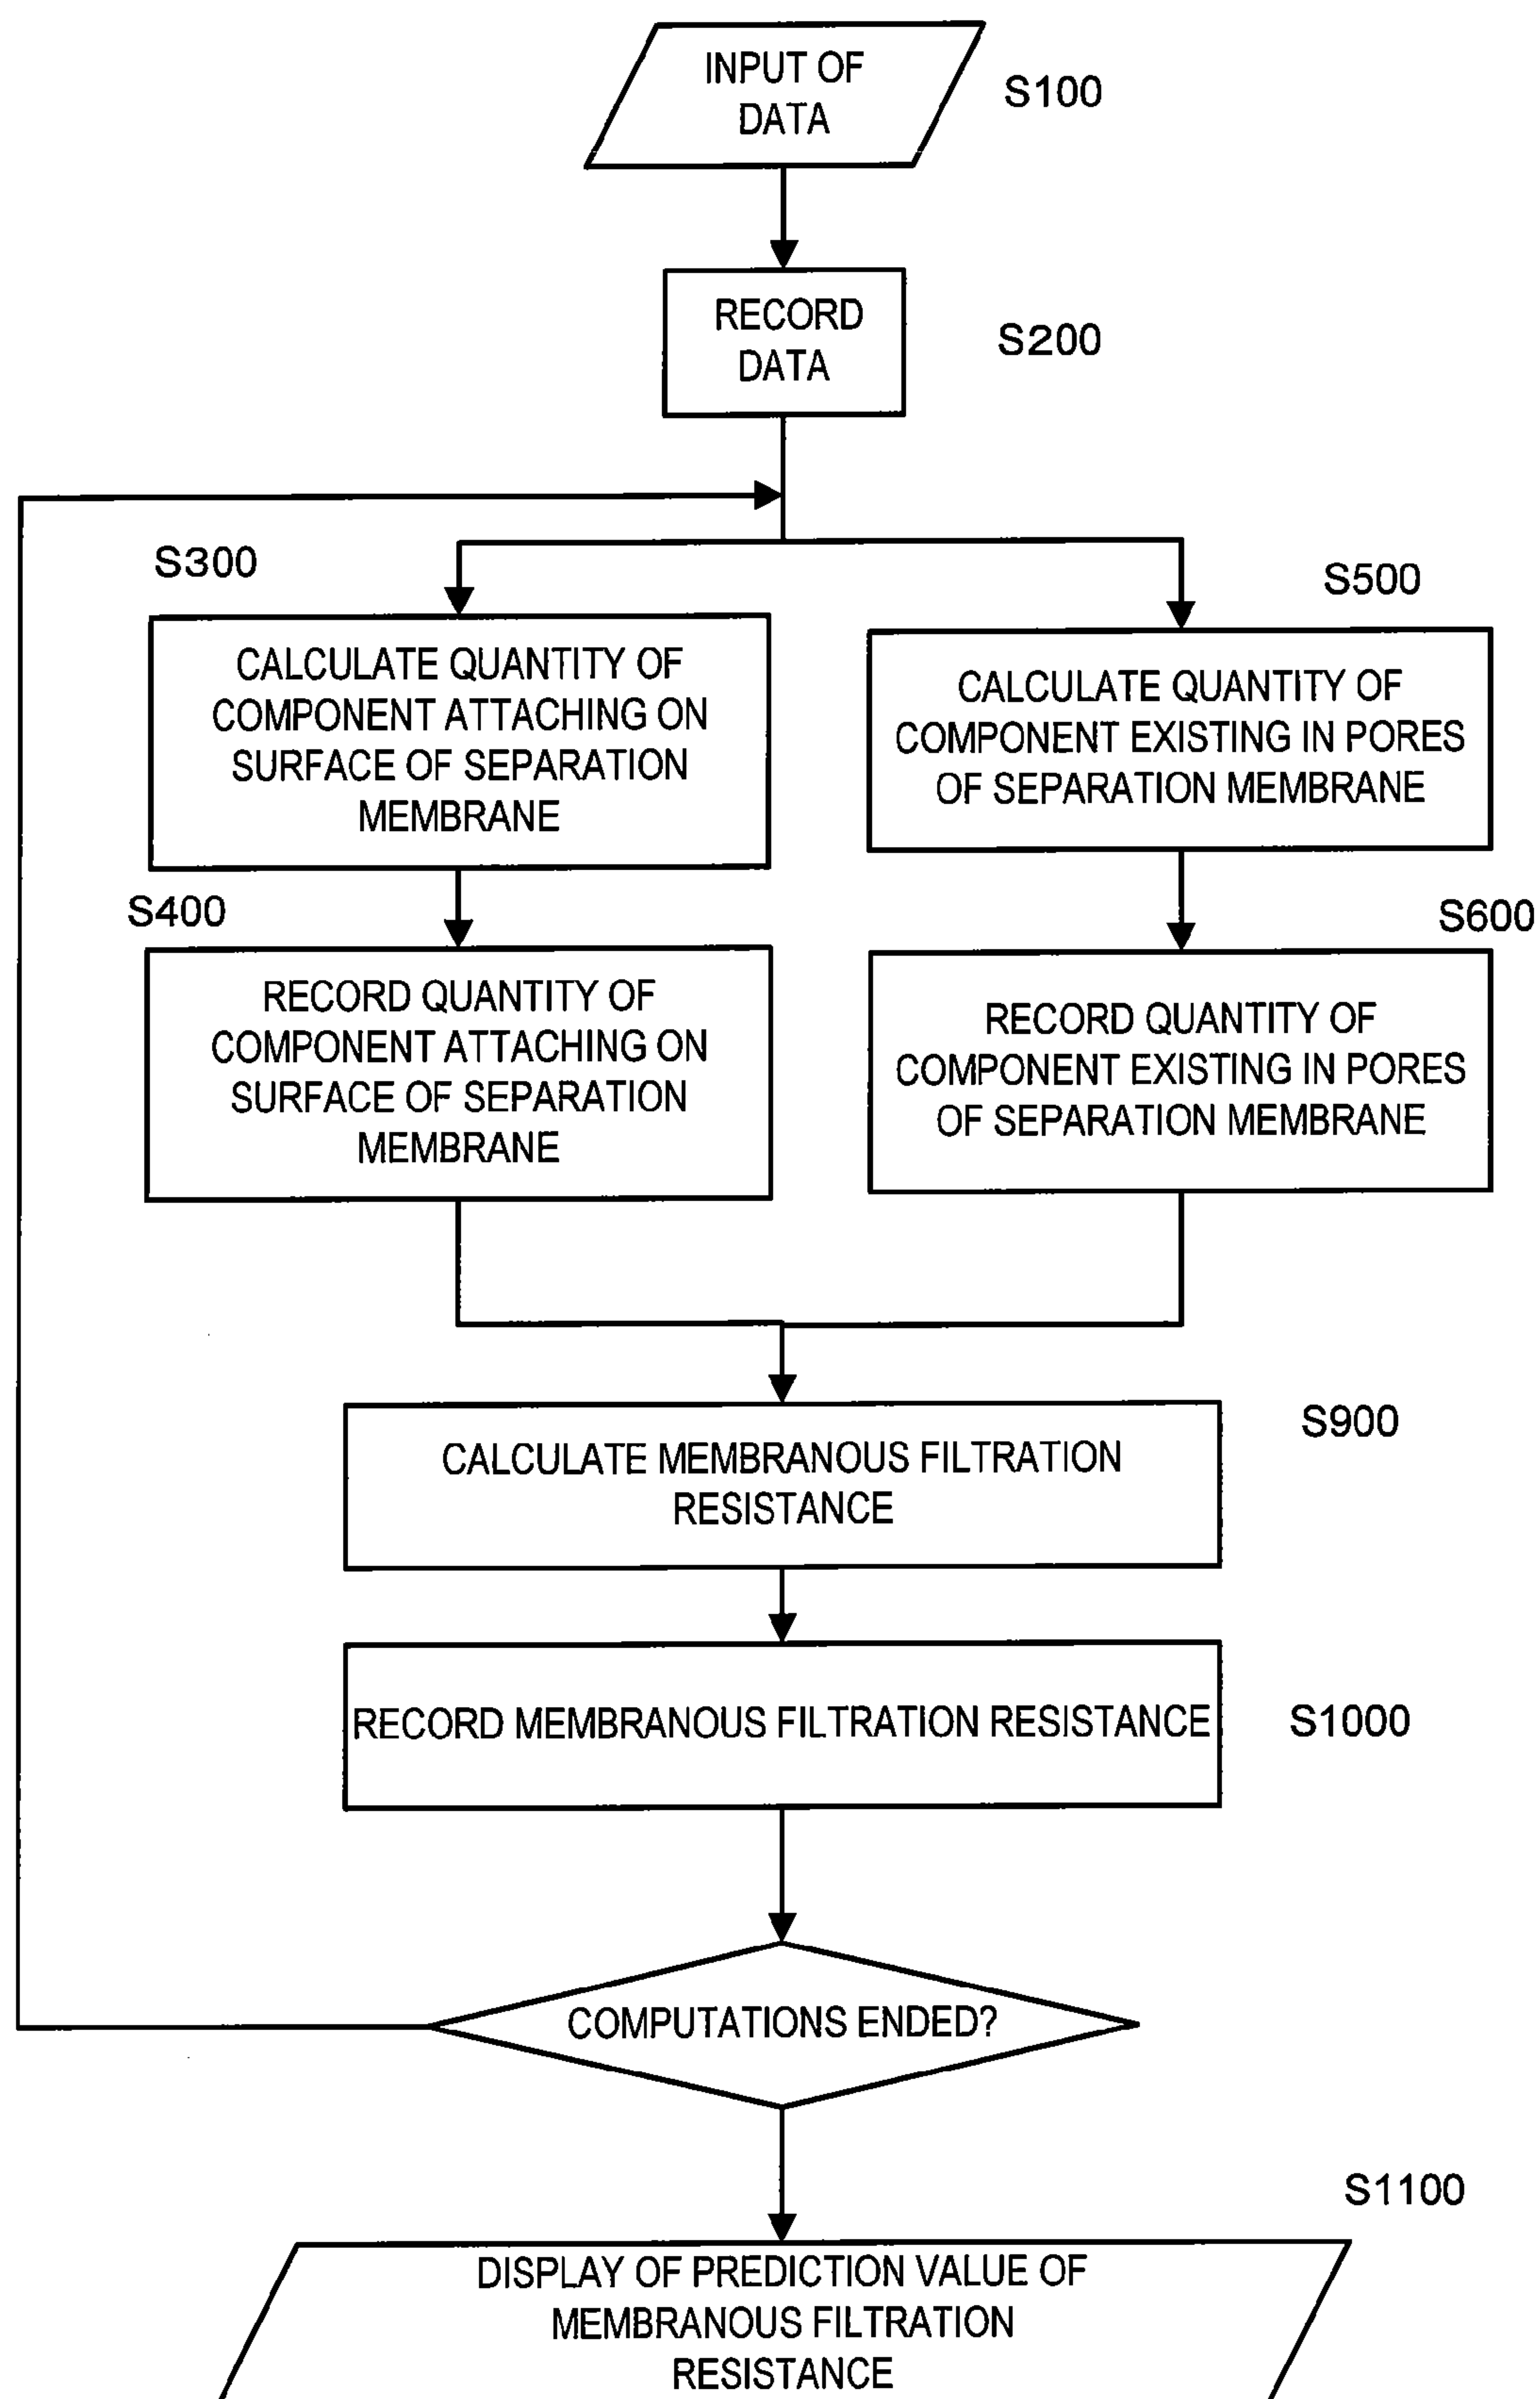 INPUT OF
DATA
S100
RECORD
DATA
S200
S300
CALCULATE QUANTITY OF
COMPONENT ATTACHING ON
SURFACE OF SEPARATION
MEMBRANE
S500
CALCULATE QUANTITY OF
COMPONENT EXISTING IN PORES
OF SEPARATION MEMBRANE
S400
RECORD QUANTITY OF
COMPONENT ATTACHING ON
SURFACE OF SEPARATION
MEMBRANE
S600
RECORD QUANTITY OF
COMPONENT EXISTING IN PORES
OF SEPARATION MEMBRANE
S900
CALCULATE MEMBRANOUS FILTRATION
RESISTANCE
RECORD MEMBRANOUS FILTRATION RESISTANCE
S1000
COMPUTATIONS ENDED?
S1100
DISPLAY OF PREDICTION VALUE OF
MEMBRANOUS FILTRATION
RESISTANCE